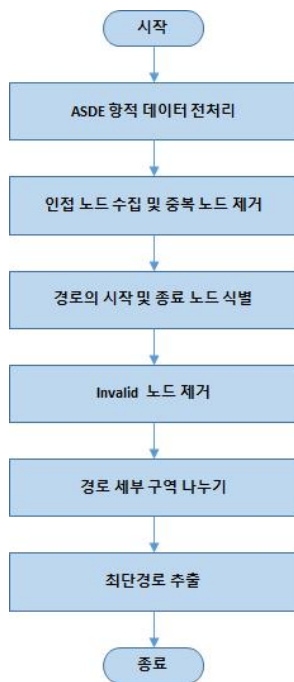 시작
ASDE 항적 데이터 전처리
인접 노드 수집 및 중복 노드 제거
경로의 시작 및 종료 노드 식별
Invalid 노드 제거
경로 세부 구역 나누기
최단경로 추출
종료